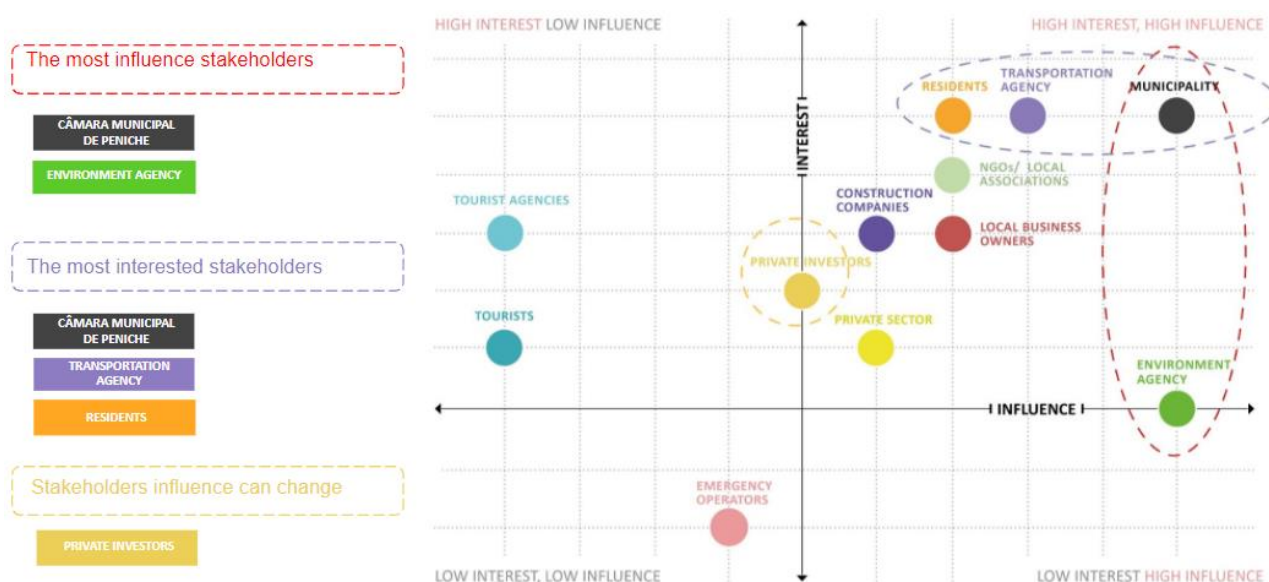 The most influence stakeholders
CÂMARA MUNICIPAL
DE PENICHE
ENVIRONMENT AGENCY
The most interested stakeholders
CÂMARA MUNICIPAL
DE PENICHE
TRANSPORTATION
AGENCY
RESIDENTS
Stakeholders influence can change
PRIVATE INVESTORS
HIGH INTEREST LOW INFLUENCE
HIGH INTEREST, HIGH INFLUENCE
RESIDENTS
TRANSPORTATION
AGENCY
MUNICIPALITY
INTEREST
NGOs/ LOCAL
ASSOCIATIONS
TOURIST AGENCIES
CONSTRUCTION
COMPANIES
LOCAL BUSINESS
OWNERS
PRIVATE INVESTORS
TOURISTS
PRIVATE SECTOR
ENVIRONMENT
AGENCY
INFLUENCE
EMERGENCY
OPERATORS
LOW INTEREST, LOW INFLUENCE
LOW INTEREST HIGH INFLUENCE